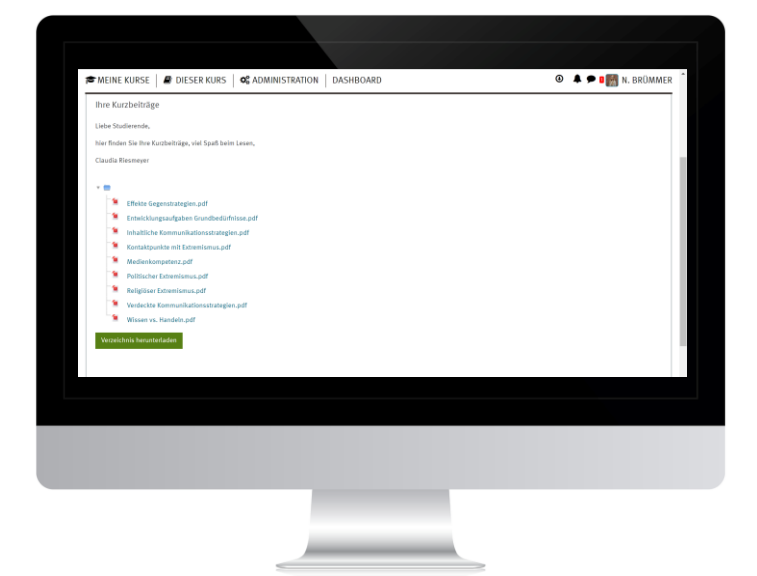 MEINE KURSE | DIESER KURS | ADMINISTRATION | DASHBOARD N. BRÜMMER
Ihre Kurzbeiträge
Liebe Studierende,
hier finden Sie Ihre Kurzbeiträge, viel Spaß beim Lesen,
Claudia Riesmeyer
Effekte Gegenstrategien.pdf
Entwicklungsaufgaben Grundbedürfnisse.pdf
Inhaltliche Kommunikationsstrategien.pdf
Kontaktpunkte mit Extremismus.pdf
Medienkompetenz.pdf
Politischer Extremismus.pdf
Religiöser Extremismus.pdf
Verdeckte Kommunikationsstrategien.pdf
Wissen vs. Handeln.pdf
Verzeichnis herunterladen